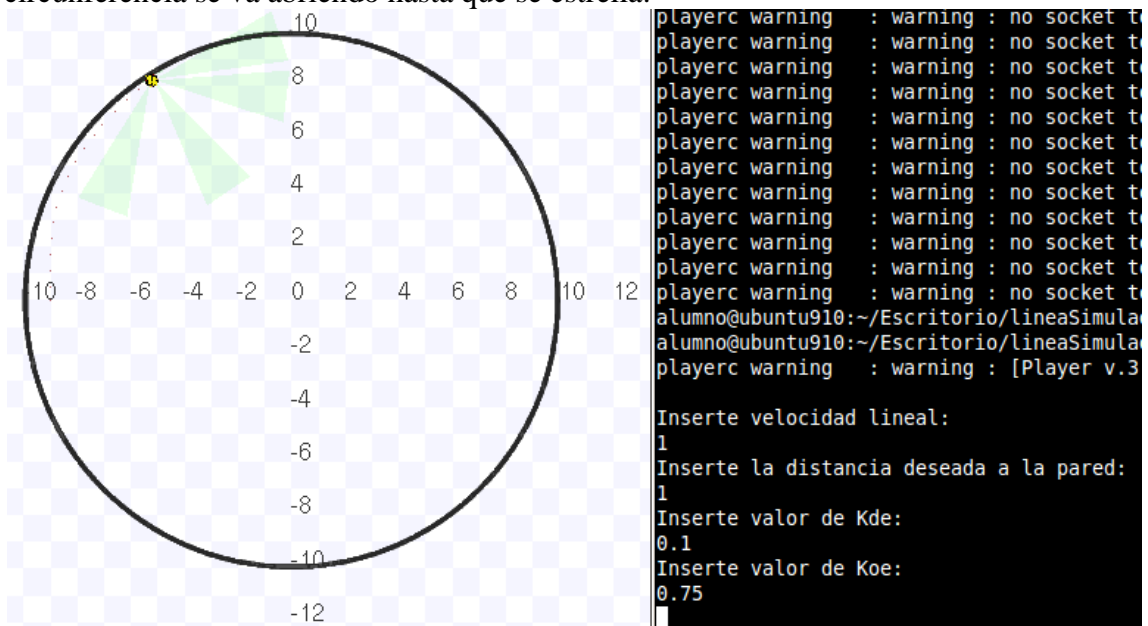 circunferencia se va abriendo hasta que se estrella.
10
8
6
4
2
10 -8 -6 -4 -2 0 2 4 6 8 10 12
-2
-4
-6
-8
-10
-12
playerc warning : warning : no socket t
playerc warning : warning : no socket t
playerc warning : warning : no socket t
playerc warning : warning : no socket t
playerc warning : warning : no socket t
playerc warning : warning : no socket t
playerc warning : warning : no socket t
playerc warning : warning : no socket t
playerc warning : warning : no socket t
playerc warning : warning : no socket t
playerc warning : warning : no socket t
playerc warning : warning : no socket t
alumno@ubuntu910:~/Escritorio/lineaSimula
alumno@ubuntu910:~/Escritorio/lineaSimula
playerc warning : warning : [Player v.3
Inserte velocidad lineal:
1
Inserte la distancia deseada a la pared:
1
Inserte valor de Kde:
0.1
Inserte valor de Koe:
0.75